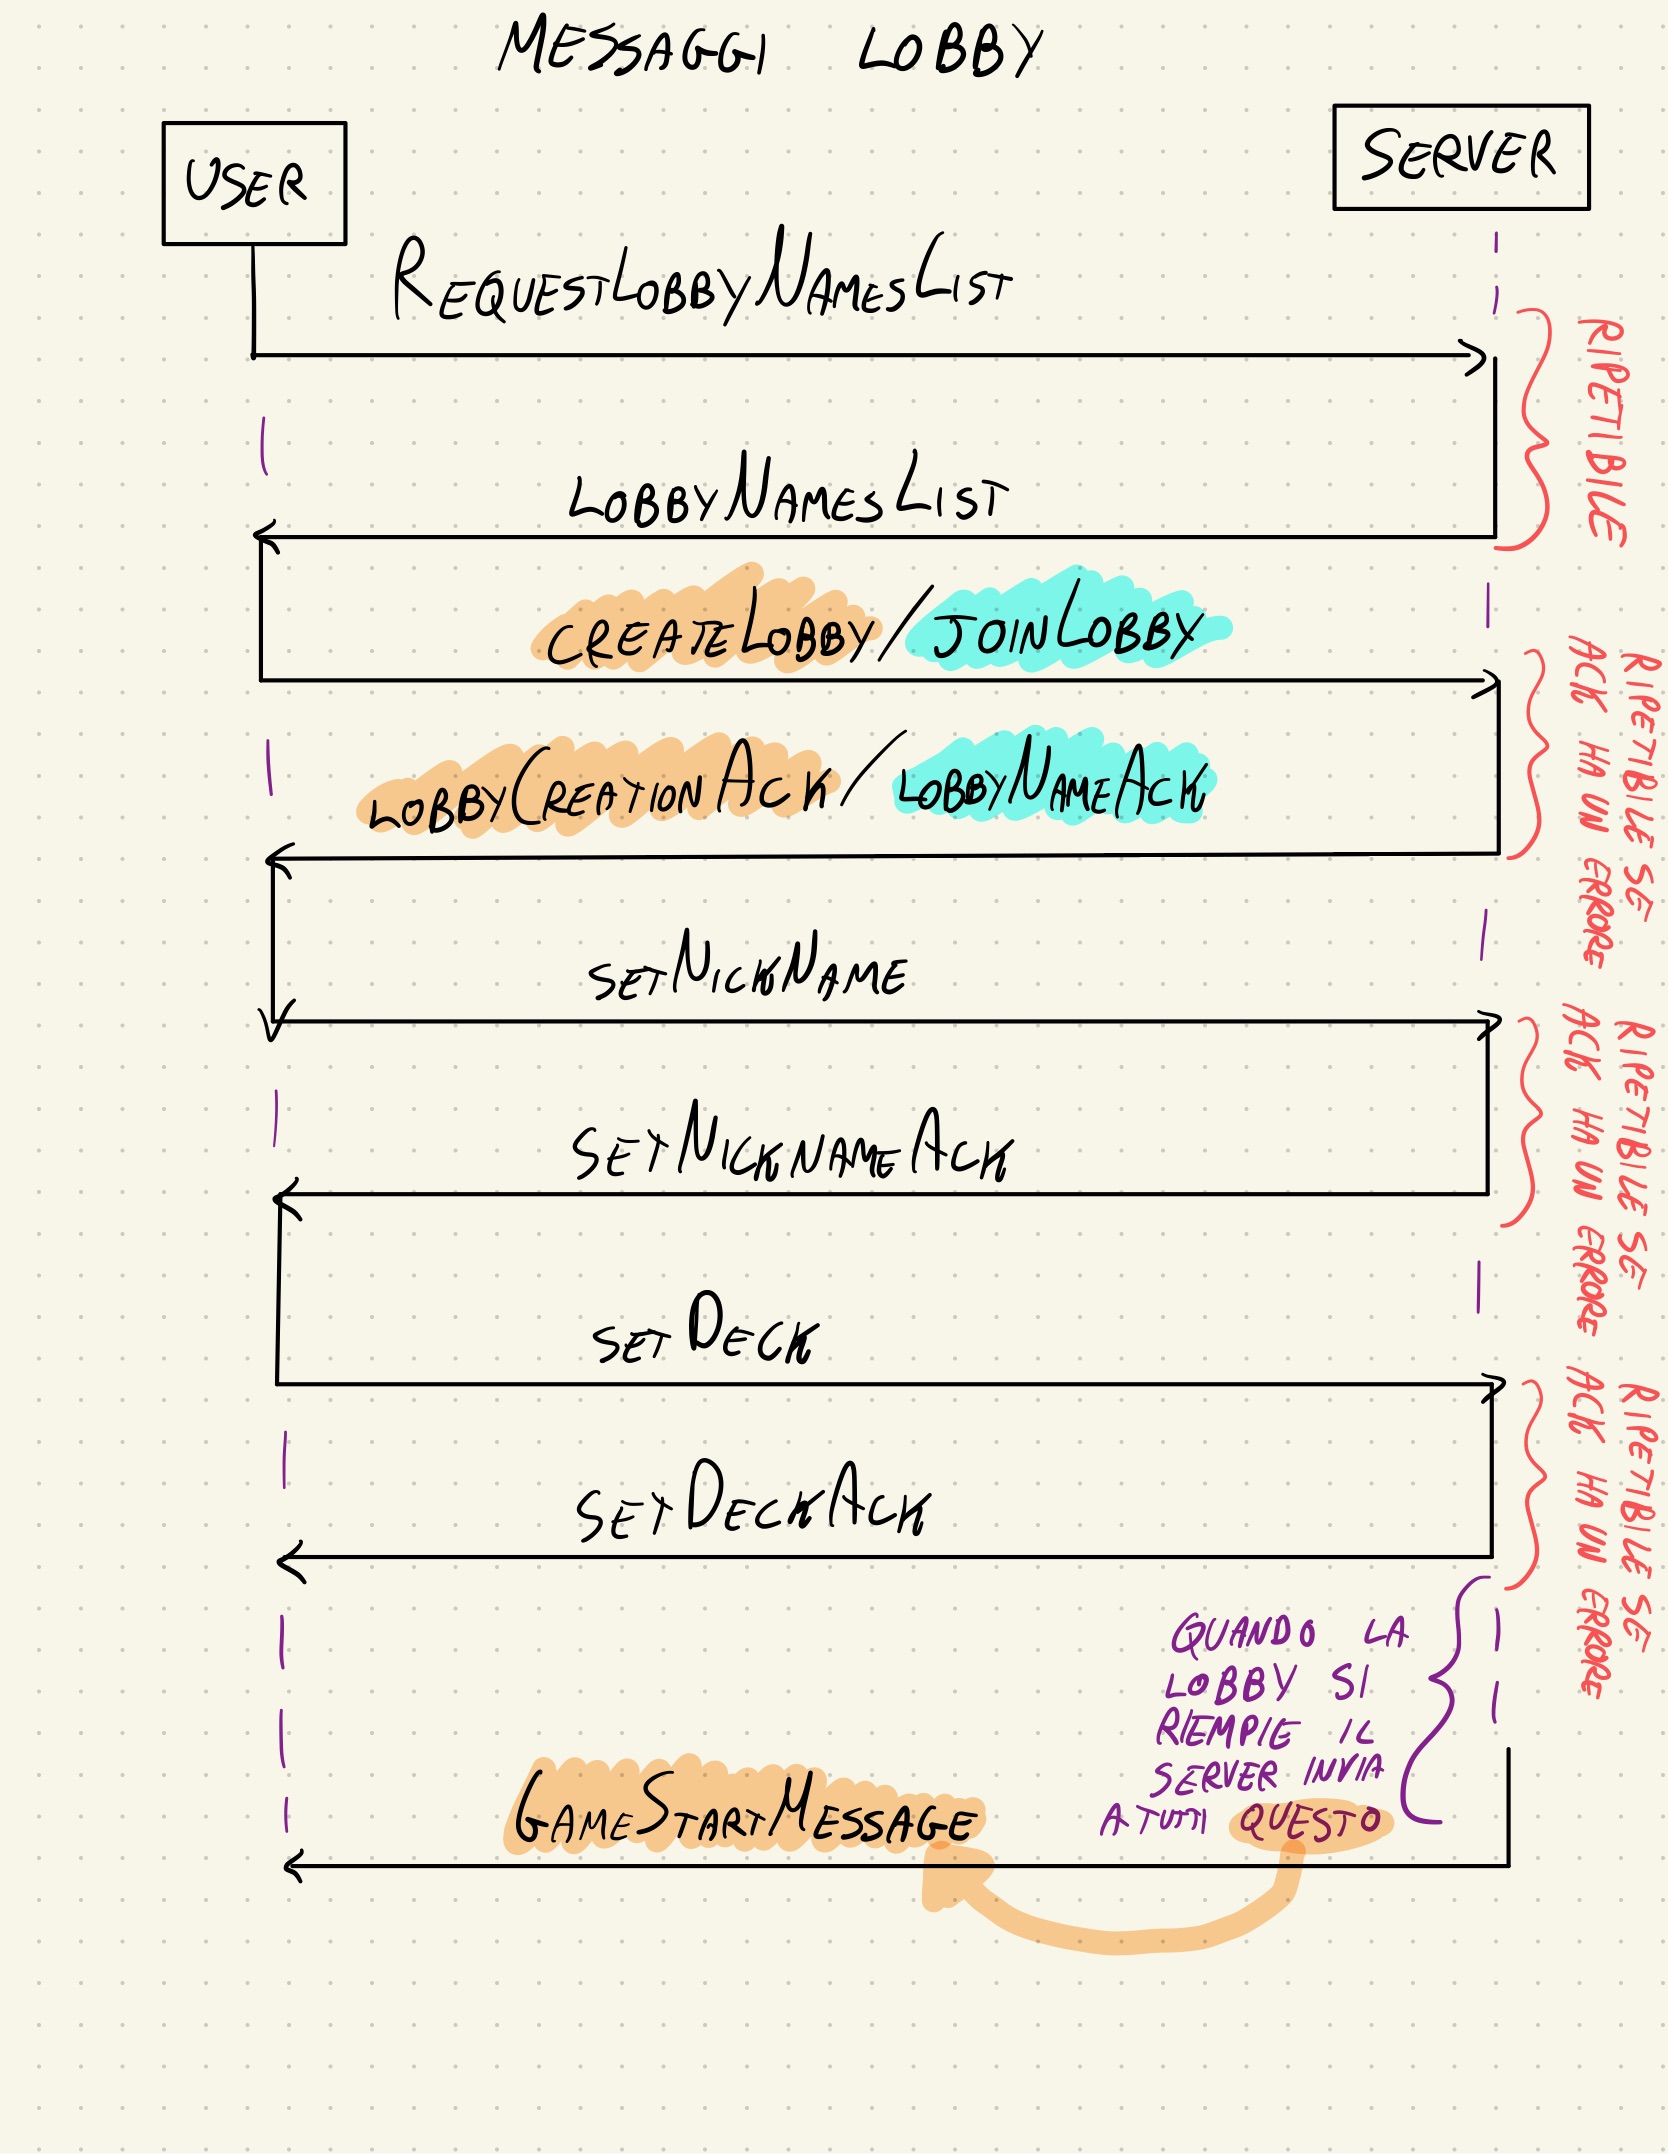 MESSAGGI LOBBY
USER
SERVER
REQUESTLOBBYNAMESLIST
RIPETIBILE
LOBBYNAMESLIST
CREATELOBBY/JOINLOBBY
RIPETIBILE SE
ACK HA UN ERRORE
LOBBYCREATIONACK/LOBBYNAMEACK
SETNICKNAME
RIPETIBILE SE
ACK HA UN ERRORE
SETNICKNAMEACK
SETDECK
RIPETIBILE SE
ACK HA UN ERRORE
SETDECKACK
QUANDO LA
LOBBY SI
RIEMPIE IL
SERVER INVIA
A TUTTI QUESTO
GAMESTARTMESSAGE